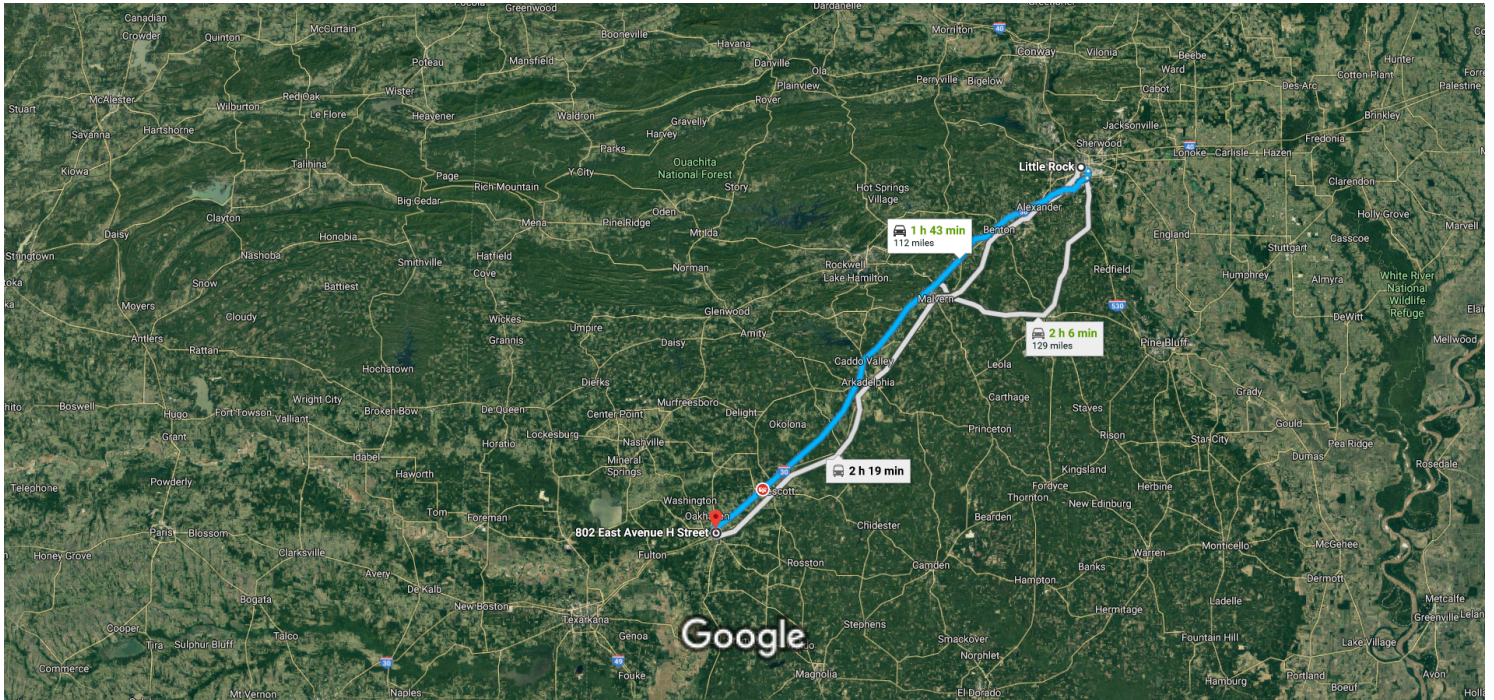 Canadian
Crowder
Quinton
McCurtain
Greenwood
Booneville
Havana
Dardanelle
Morrilton
40
Conway
Vilonia
Beebe
Ward
Cabot
Hunter
Cotton Plant
Des Arc
Palestine
Poteau
Mansfield
Danville
Ola
Plainview
Perryville
Bigelow
Rover
Stuart
McAlester
Wilburton
Red Oak
Wister
Le Flore
Heavener
Waldron
Gravelly
Harvey
Savanna
Hartshorne
Jacksonville
Sherwood
Brinkley
Fredonia
Parks
Kiowa
Talihina
Page
Rich Mountain
Y City
Ouachita
National Forest
Story
Little Rock
40
Lonoke
Carlisle
Hazen
Clarendon
Big Cedar
Hot Springs
Village
Alexander
30
Clayton
Mena
Pine Ridge
Oden
Mt Ida
Benton
1 h 43 min
112 miles
Holly Grove
Marvell
Daisy
Honobia
England
Stuttgart
Casscoe
Stringtown
Nashoba
Smithville
Hatfield
Cove
Norman
Rockwell
Lake Hamilton
Redfield
Humphrey
Almyra
White River
National
Wildlife
Refuge
Snow
Battiest
Malvern
530
DeWitt
Moyers
Cloudy
Wickes
Grannis
Umpire
Glenwood
Amity
Daisy
2 h 6 min
129 miles
Pine Bluff
Mellwood
Antlers
Rattan
Hochatown
Caddo Valley
Arkadelphia
Leola
Dierks
Carthage
Grady
Boswell
Hugo
Fort Towson
Wright City
Valliant
Broken Bow
De Queen
Center Point
Murfreesboro
Delight
Okolona
Staves
Princeton
Rison
Star City
Gould
Pea Ridge
Grant
Horatio
Lockesburg
Nashville
Mineral
Springs
Dumas
Rosedale
Idabel
Haworth
30
2 h 19 min
Kingsland
Fordyce
Thornton
New Edinburg
Herbine
Telephone
Powderly
Washington
Tom
Foreman
802 East Avenue H Street
Chidester
Bearden
Paris
Blossom
Clarksville
Fulton
Rosston
Camden
Warren
Monticello
McGehee
Honey Grove
Avery
De Kalb
Banks
Hampton
Dermott
Bogata
New Boston
Texarkana
Hermitage
Ladelle
Metcalfe
Greenville
Cooper
Tira
Sulphur Bluff
Talco
Genoa
Google
Stephens
Smackover
Norphlet
Fountain Hill
Lake Village
Commerce
30
49
Fouke
Magnolia
Hamburg
Portland
Boeuf
Avon
Mt Vernon
Naples
El Dorado